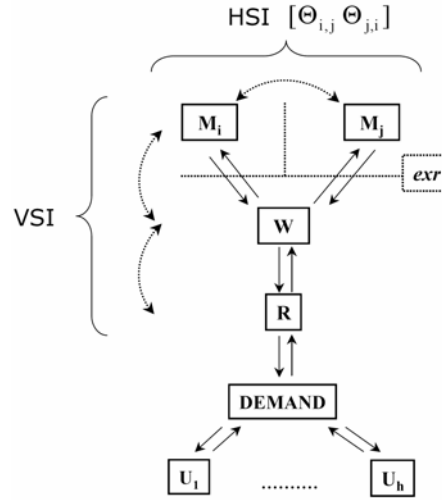 HSI [Θi,j Θj,i]
Mi
Mj
exr
VSI
W
R
DEMAND
U1
..........
Uh